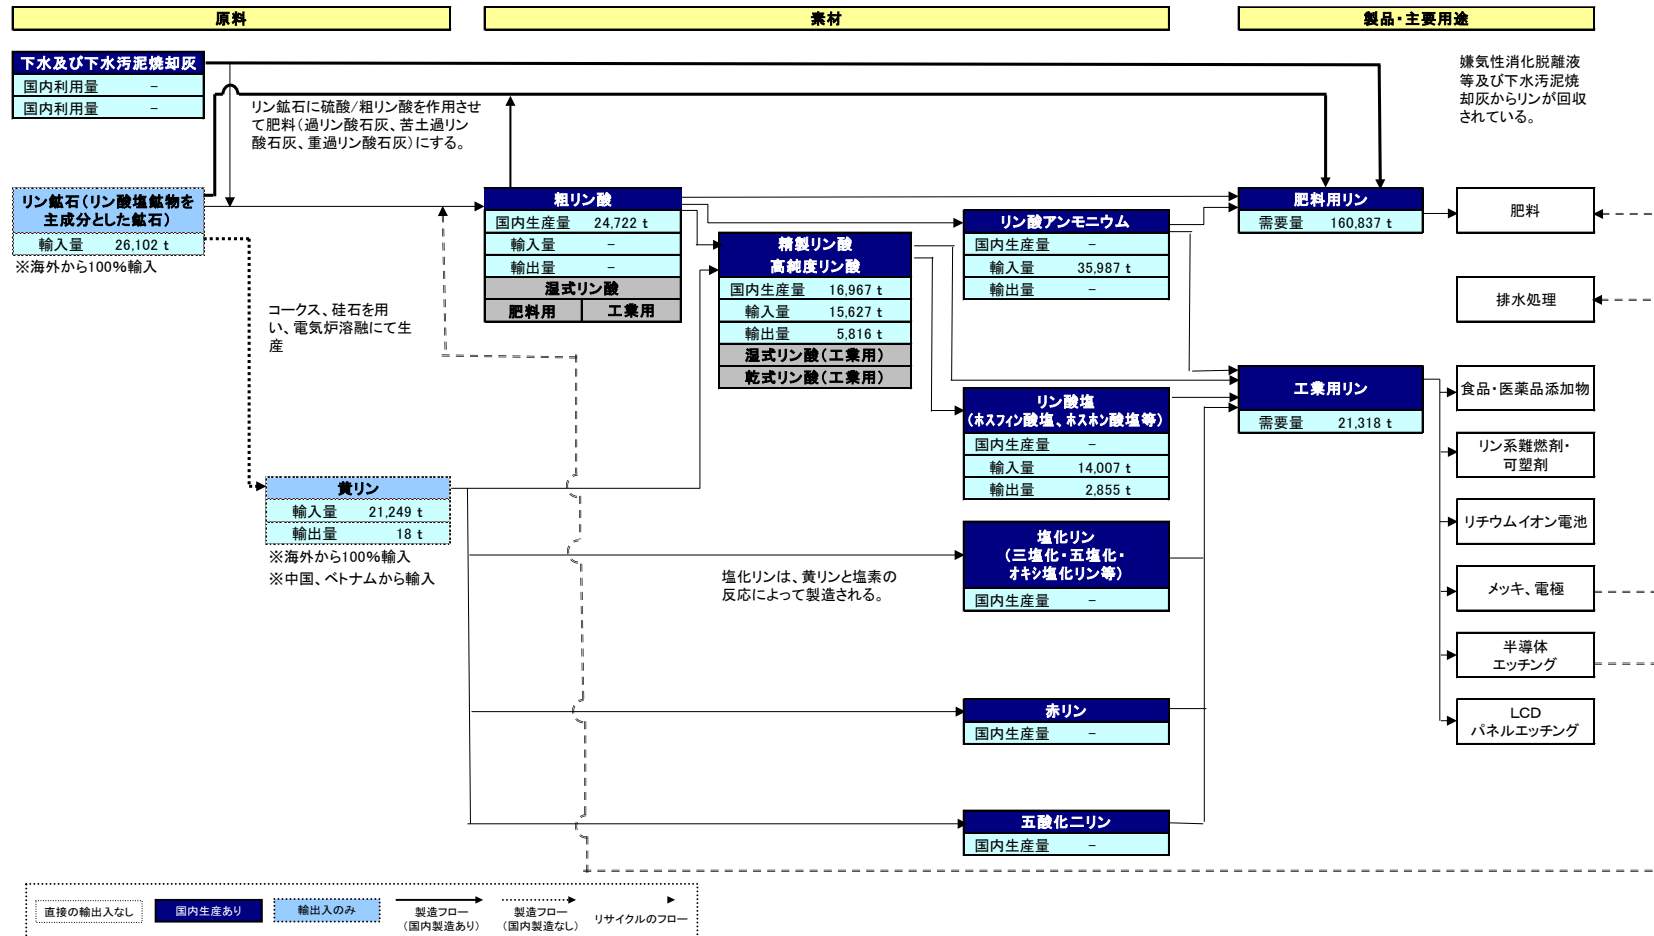 原料
素材
製品・主要用途
下水及び下水汚泥焼却灰
国内利用量 －
国内利用量 －
リン鉱石に硫酸/粗リン酸を作用させ
て肥料（過リン酸石灰、苦土過リン
酸石灰、重過リン酸石灰）にする。
嫌気性消化脱離液
等及び下水汚泥焼
却灰からリンが回収
されている。
リン鉱石（リン酸塩鉱物を
主成分とした鉱石）
輸入量 26,102 t
※海外から100%輸入
コークス、硅石を用
い、電気炉溶融にて生
産
黄リン
輸入量 21,249 t
輸出量 18 t
※海外から100%輸入
※中国、ベトナムから輸入
粗リン酸
国内生産量 24,722 t
輸入量 －
輸出量 －
湿式リン酸
肥料用 工業用
精製リン酸
高純度リン酸
国内生産量 16,967 t
輸入量 15,627 t
輸出量 5,816 t
湿式リン酸（工業用）
乾式リン酸（工業用）
塩化リンは、黄リンと塩素の
反応によって製造される。
リン酸アンモニウム
国内生産量 －
輸入量 35,987 t
輸出量 －
リン酸塩
（ホスフィン酸塩、ホスホン酸塩等）
国内生産量 －
輸入量 14,007 t
輸出量 2,855 t
塩化リン
（三塩化・五塩化・
オキシ塩化リン等）
国内生産量 －
赤リン
国内生産量 －
五酸化二リン
国内生産量 －
肥料用リン
需要量 160,837 t
工業用リン
需要量 21,318 t
肥料
排水処理
食品・医薬品添加物
リン系難燃剤・
可塑剤
リチウムイオン電池
メッキ、電極
半導体
エッチング
LCD
パネルエッチング
直接の輸出入なし
国内生産あり
輸出入のみ
製造フロー
（国内製造あり）
製造フロー
（国内製造なし）
リサイクルのフロー